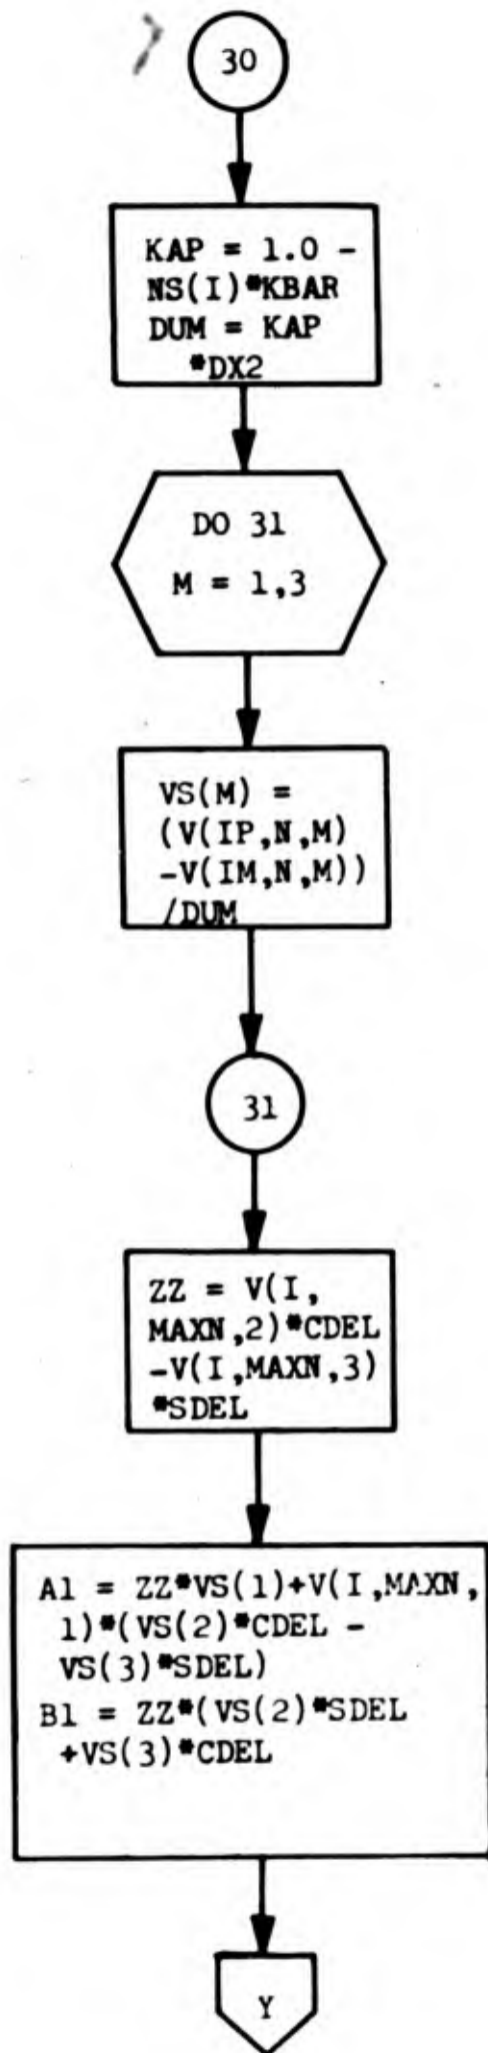 30
KAP = 1.0 -
NS(I)*KBAR
DUM = KAP
*DX2
DO 31
M = 1,3
VS(M) =
(V(IP,N,M)
-V(IM,N,M))
/DUM
31
ZZ = V(I,
MAXN,2)*CDEL
-V(I,MAXN,3)
*SDEL
A1 = ZZ*VS(1)+V(I,MAXN,
1)*(VS(2)*CDEL -
VS(3)*SDEL)
B1 = ZZ*(VS(2)*SDEL
+VS(3)*CDEL
Y